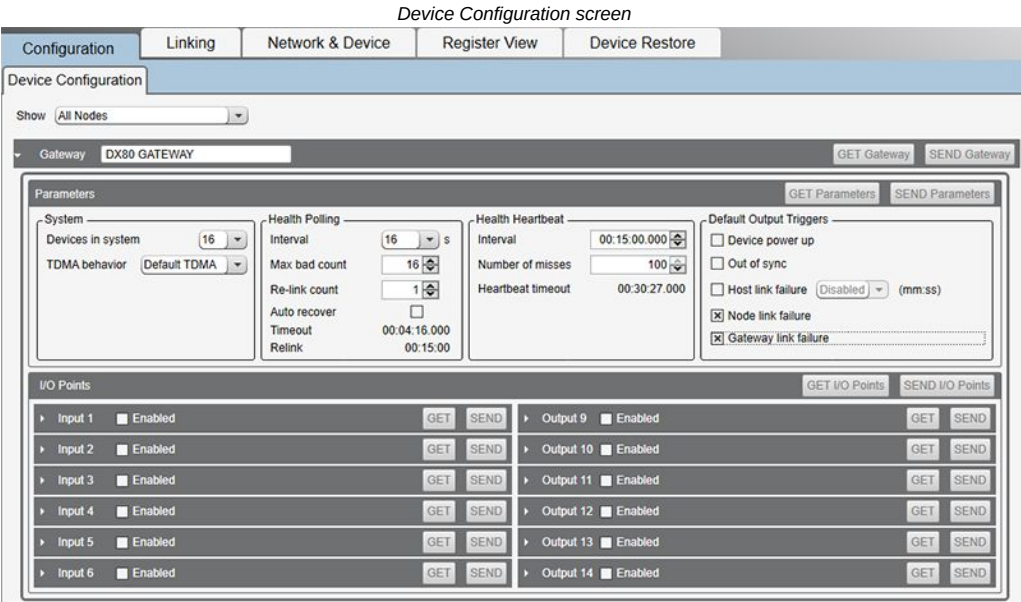 Device Configuration screen
Configuration Linking Network & Device Register View Device Restore
Device Configuration
Show All Nodes
Gateway DX80 GATEWAY GET Gateway SEND Gateway
Parameters GET Parameters SEND Parameters
System
Devices in system 16
TDMA behavior Default TDMA
Health Polling
Interval 16 s
Max bad count 16
Re-link count 1
Auto recover
Timeout 00:04:16.000
Relink 00:15:00
Health Heartbeat
Interval 00:15:00.000
Number of misses 100
Heartbeat timeout 00:30:27.000
Default Output Triggers
Device power up
Out of sync
Host link failure Disabled (mm:ss)
Node link failure
Gateway link failure
I/O Points GET I/O Points SEND I/O Points
Input 1 Enabled GET SEND Output 9 Enabled GET SEND
Input 2 Enabled GET SEND Output 10 Enabled GET SEND
Input 3 Enabled GET SEND Output 11 Enabled GET SEND
Input 4 Enabled GET SEND Output 12 Enabled GET SEND
Input 5 Enabled GET SEND Output 13 Enabled GET SEND
Input 6 Enabled GET SEND Output 14 Enabled GET SEND